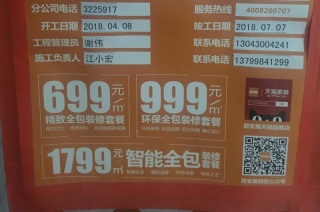 分公司电话 3225917 服务热线 4008200707
开工日期 2018.04.08 竣工日期 2018.07.07
工程管理员 谢伟 联系电话 13043004241
施工负责人 江小宏 联系电话 13799841299
699元/㎡
精致全包装修套餐
999元/㎡
环保全包装修套餐
1799元/㎡ 智能全包装修套餐